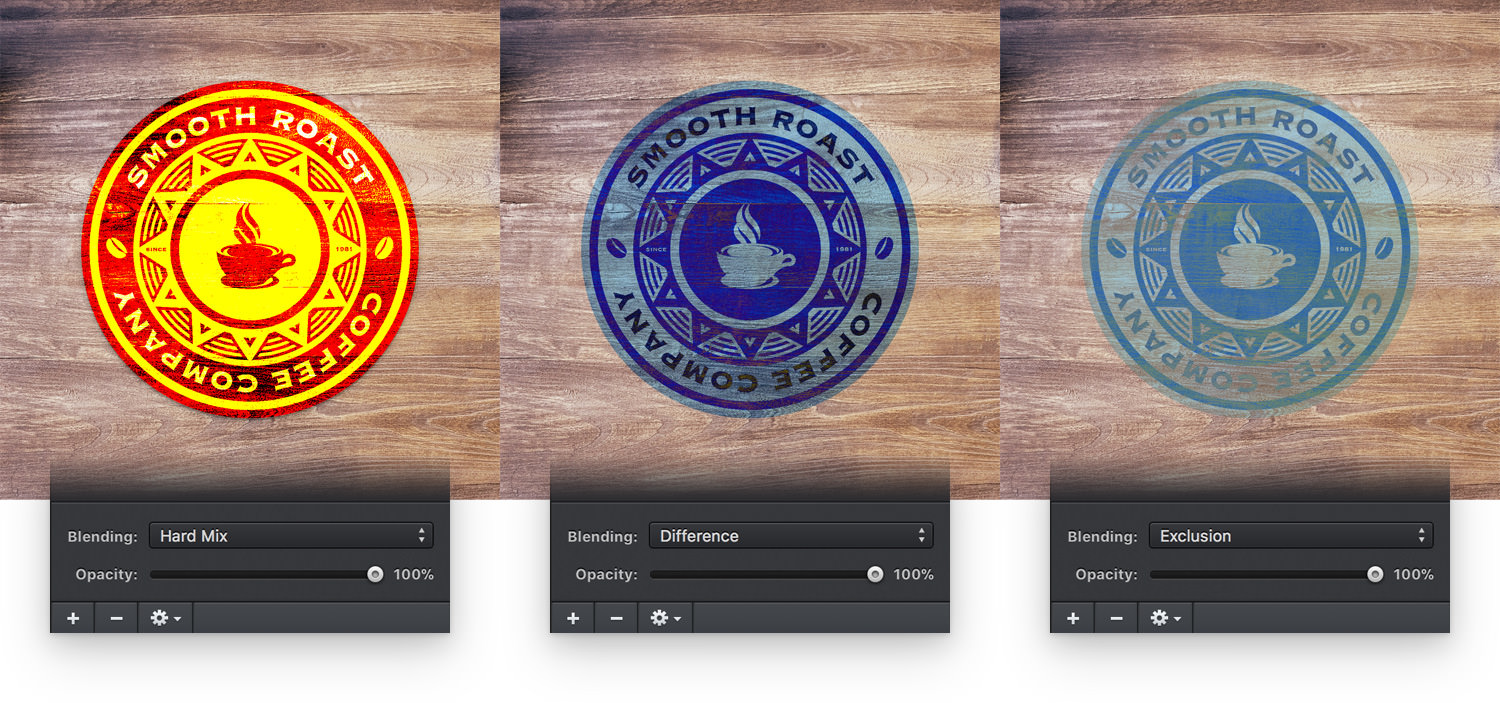 SMOOTH ROAST
SINCE 1981
COFFEE COMPANY
Blending: Hard Mix
Opacity: 100%
SMOOTH ROAST
SINCE 1981
COFFEE COMPANY
Blending: Difference
Opacity: 100%
SMOOTH ROAST
SINCE 1981
COFFEE COMPANY
Blending: Exclusion
Opacity: 100%